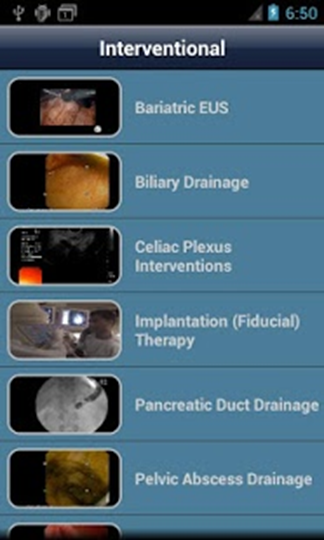 6:50
Interventional
Bariatric EUS
Biliary Drainage
Celiac Plexus
Interventions
Implantation (Fiducial)
Therapy
Pancreatic Duct Drainage
Pelvic Abscess Drainage